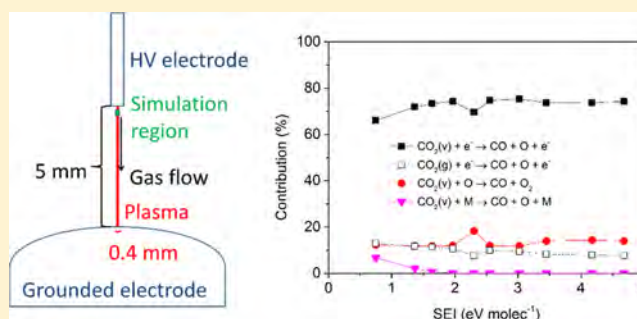 HV electrode
Simulation
region
5 mm
Gas flow
Plasma
0.4 mm
Grounded electrode
Contribution (%)
100
80
60
40
20
0
CO₂(v) + e⁻ → CO + O + e⁻
CO₂(g) + e⁻ → CO + O + e⁻
CO₂(v) + O → CO + O₂
CO₂(v) + M → CO + O + M
0 1 2 3 4
SEI (eV molec⁻¹)